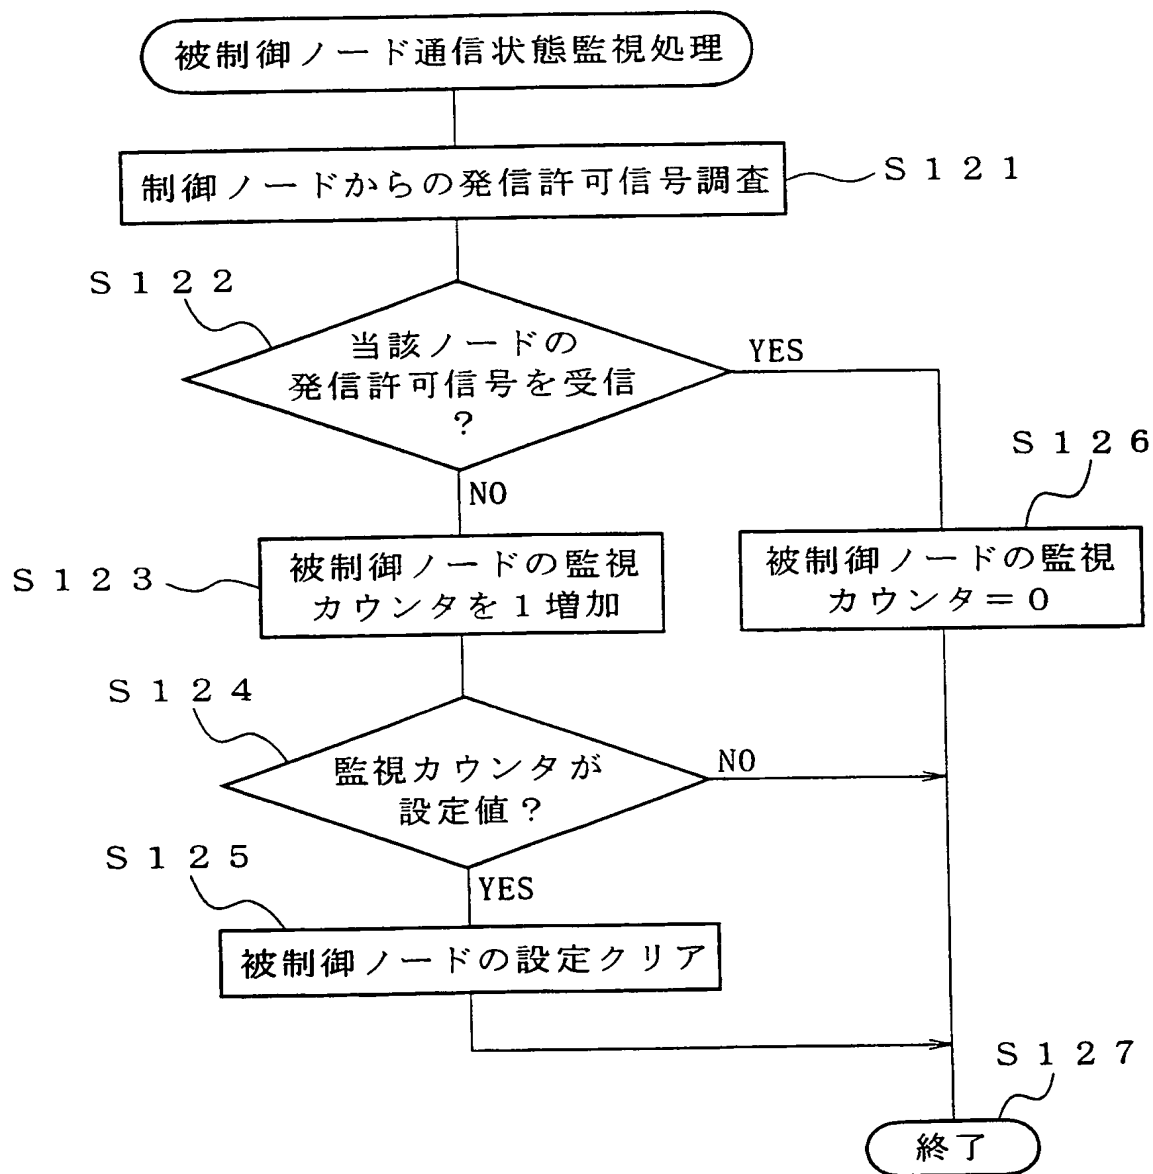 被制御ノード通信状態監視処理
制御ノードからの発信許可信号調査
S121
S122
当該ノードの
発信許可信号を受信
?
YES
NO
S126
S123
被制御ノードの監視
カウンタを1増加
被制御ノードの監視
カウンタ=0
S124
監視カウンタが
設定値?
NO
S125
YES
被制御ノードの設定クリア
S127
終了